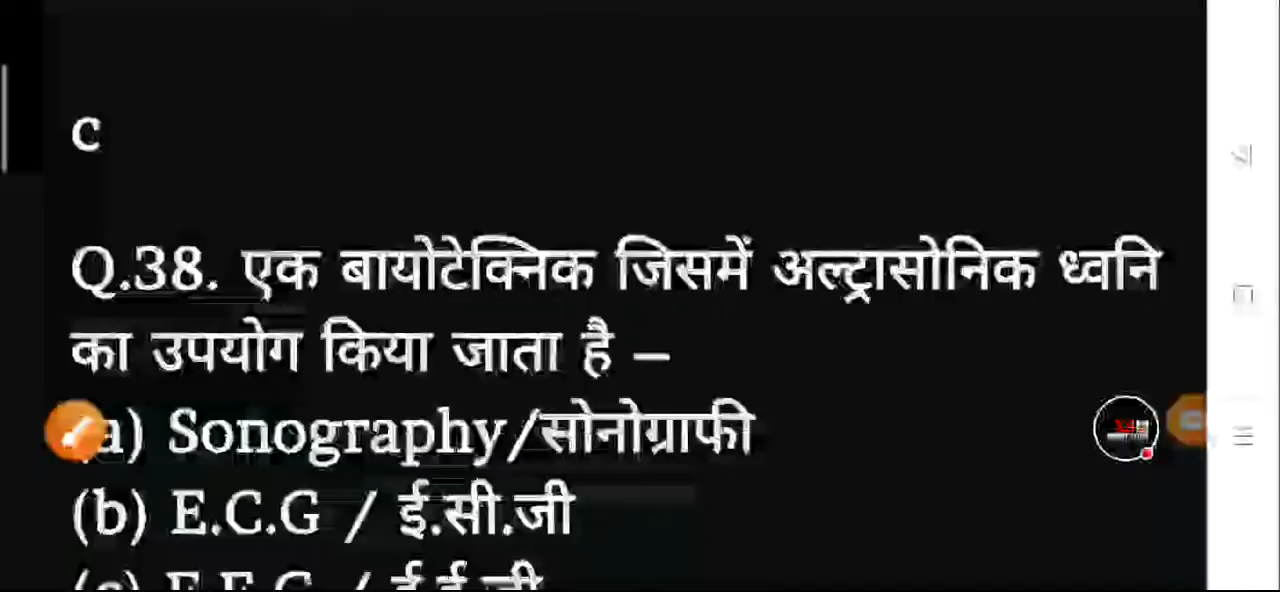 c
Q.38. एक बायोटेक्निक जिसमें अल्ट्रासोनिक ध्वनि
का उपयोग किया जाता है –
a) Sonography/सोनोग्राफी
(b) E.C.G / ई.सी.जी